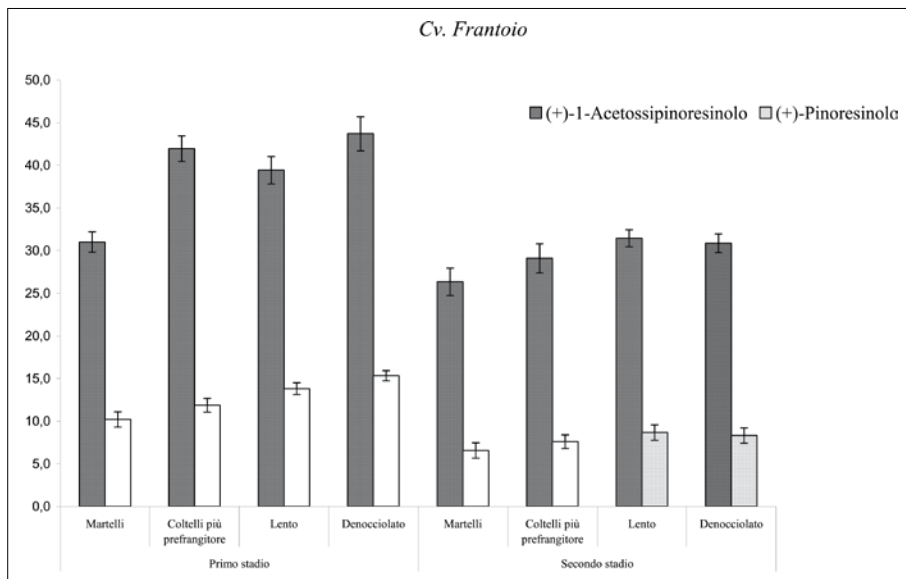 Cv. Frantoio
(+)-1-Acetossipinoresinolo (+)-Pinoresinolo
50,0
45,0
40,0
35,0
30,0
25,0
20,0
15,0
10,0
5,0
0,0
Martelli Coltelli più Lento Denocciolato Martelli Coltelli più Lento Denocciolato
prefrangitore prefrangitore
Primo stadio Secondo stadio